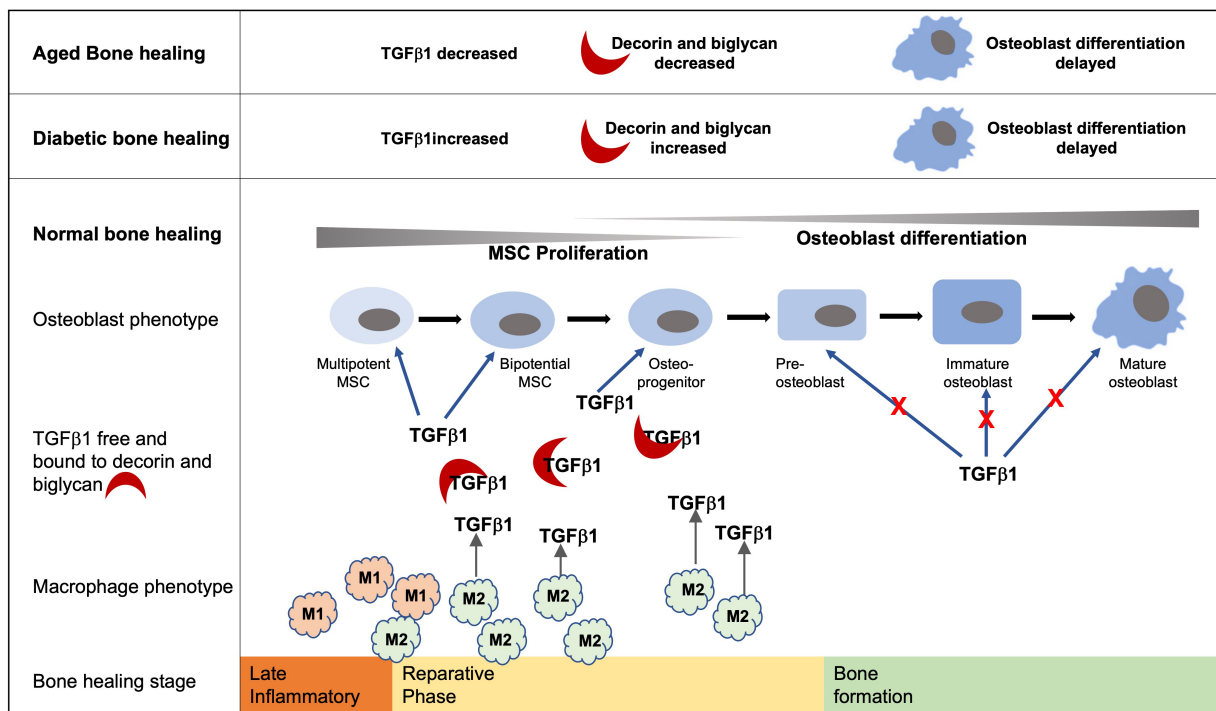 Aged Bone healing
TGFβ1 decreased
Decorin and biglycan
decreased
Osteoblast differentiation
delayed
Diabetic bone healing
TGFβ1increased
Decorin and biglycan
increased
Osteoblast differentiation
delayed
Normal bone healing
MSC Proliferation
Osteoblast differentiation
Osteoblast phenotype
Multipotent
MSC
Bipotential
MSC
Osteo-
progenitor
Pre-
osteoblast
Immature
osteoblast
Mature
osteoblast
TGFβ1 free and
bound to decorin and
biglycan
TGFβ1
TGFβ1
X
X
X
TGFβ1
TGFβ1
TGFβ1
TGFβ1
TGFβ1
TGFβ1
TGFβ1
TGFβ1
Macrophage phenotype
M1
M1
M1
M2
M2
M2
M2
M2
M2
M2
Bone healing stage
Late
Inflammatory
Reparative
Phase
Bone
formation